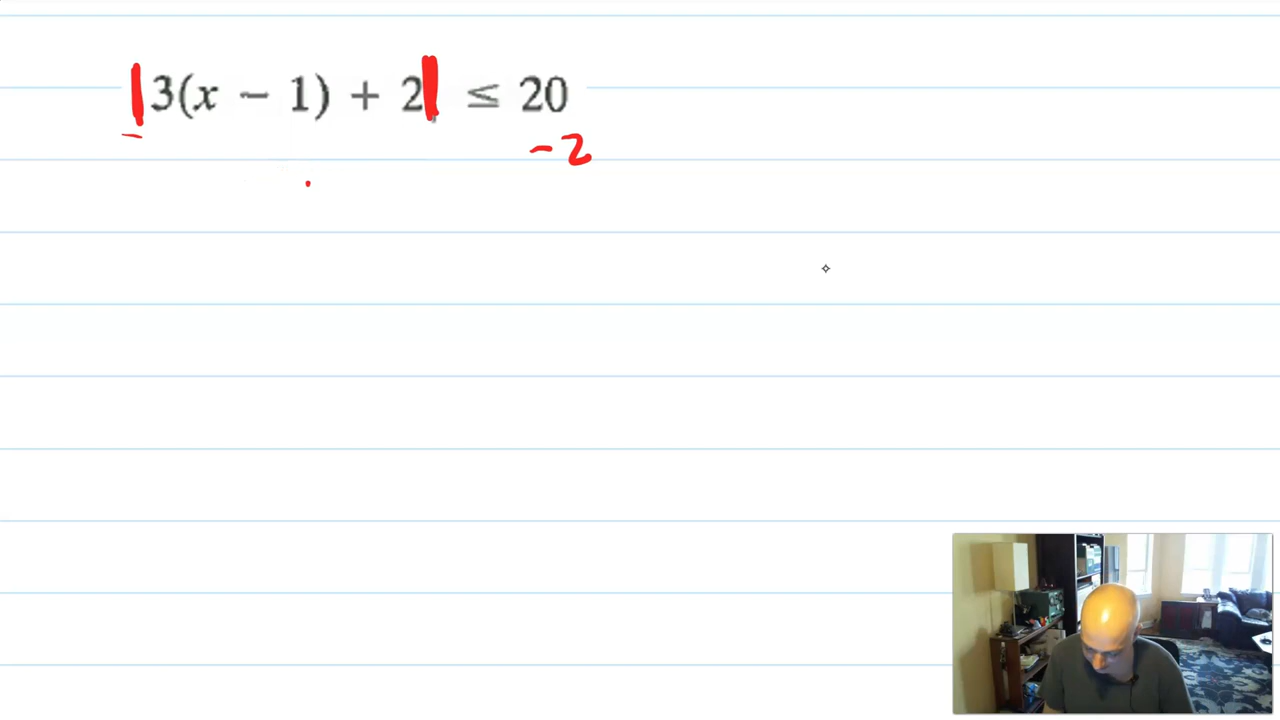 |3(x − 1) + 2| ≤ 20
−
−2